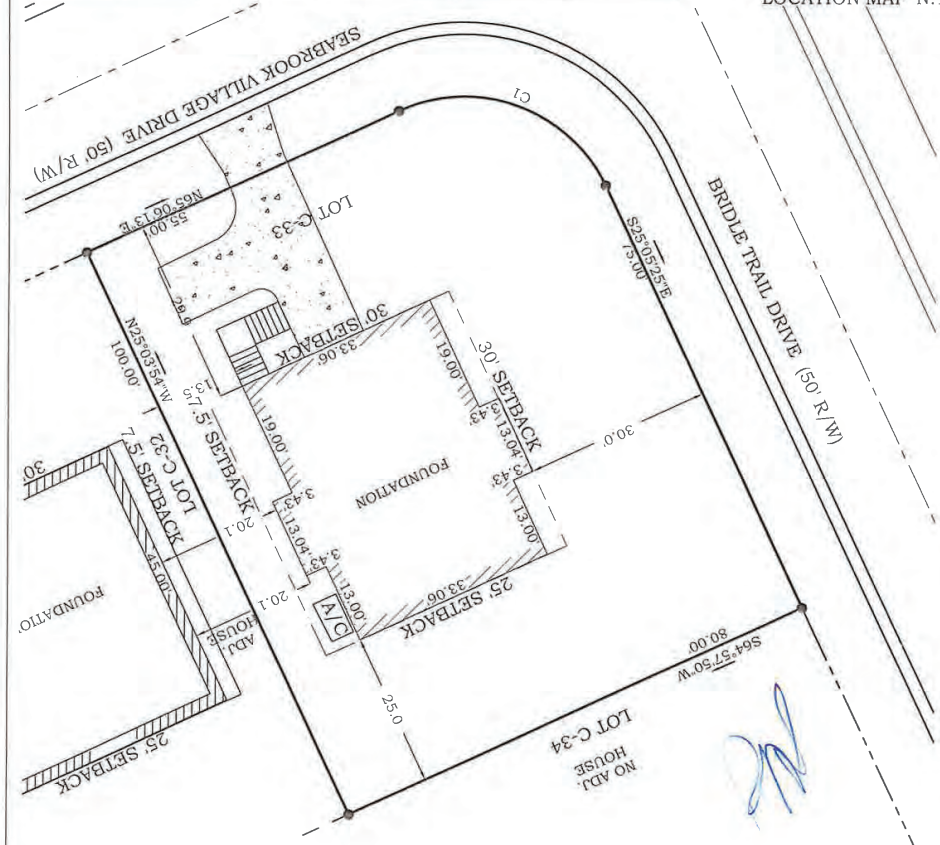 LOCATION MAP N.
SEABROOK VILLAGE DRIVE (50' R/W)
C1
N65°06'13"E
55.00'
LOT C-33
BRIDLE TRAIL DRIVE (50' R/W)
S25°05'25"E
75.00'
N25°03'54"W
100.00'
30' SETBACK
33.06'
19.00'
30' SETBACK
13.5
7.5' SETBACK
19.00'
3.43'
13.04'
30.0'
3.43'
LOT C-32
7.5' SETBACK
30'
FOUNDATION
3.43'
13.04'
20.1
3.43'
13.00'
45.00'
20.1
13.00'
A/C
33.06'
25' SETBACK
ADJ.
HOUSE
25.0
S64°57'50"W
80.00'
LOT C-34
NO ADJ.
HOUSE
25' SETBACK